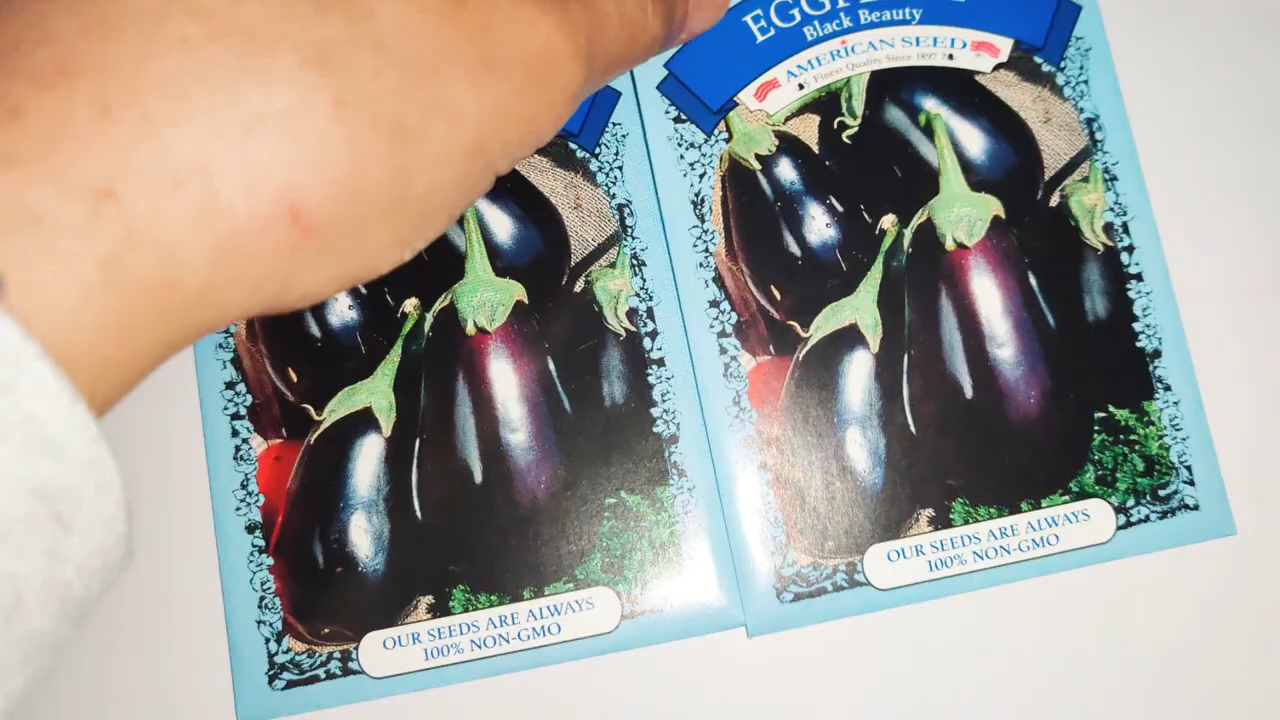 Black Beauty
AMERICAN SEED
Finest Quality Since 1897
OUR SEEDS ARE ALWAYS
100% NON-GMO
OUR SEEDS ARE ALWAYS
100% NON-GMO